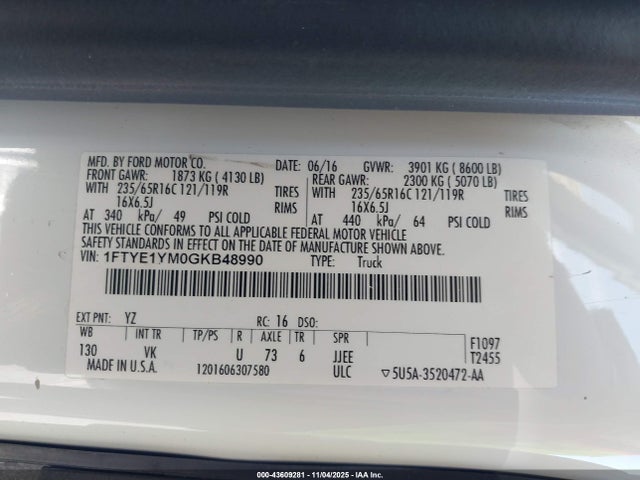 MFD. BY FORD MOTOR CO. DATE: 06/16 GVWR: 3901 KG ( 8600 LB)
FRONT GAWR: 1873 KG ( 4130 LB) REAR GAWR: 2300 KG ( 5070 LB)
WITH 235/65R16C 121/119R TIRES WITH 235/65R16C 121/119R TIRES
16X6.5J RIMS 16X6.5J RIMS
AT 340 kPa/ 49 PSI COLD AT 440 kPa/ 64 PSI COLD
THIS VEHICLE CONFORMS TO ALL APPLICABLE FEDERAL MOTOR VEHICLE
SAFETY STANDARDS IN EFFECT ON THE DATE OF MANUFACTURE SHOWN ABOVE.
VIN: 1FTYE1YM0GKB48990 TYPE: Truck
EXT PNT: YZ RC: 16 DSO:
WB INT TR TP/PS R AXLE TR SPR F1097
130 VK U 73 6 JJEE T2455
MADE IN U.S.A. 1201606307580 ULC ▽5U5A-3520472-AA
000-43609281 - 11/04/2025 - IAA Inc.